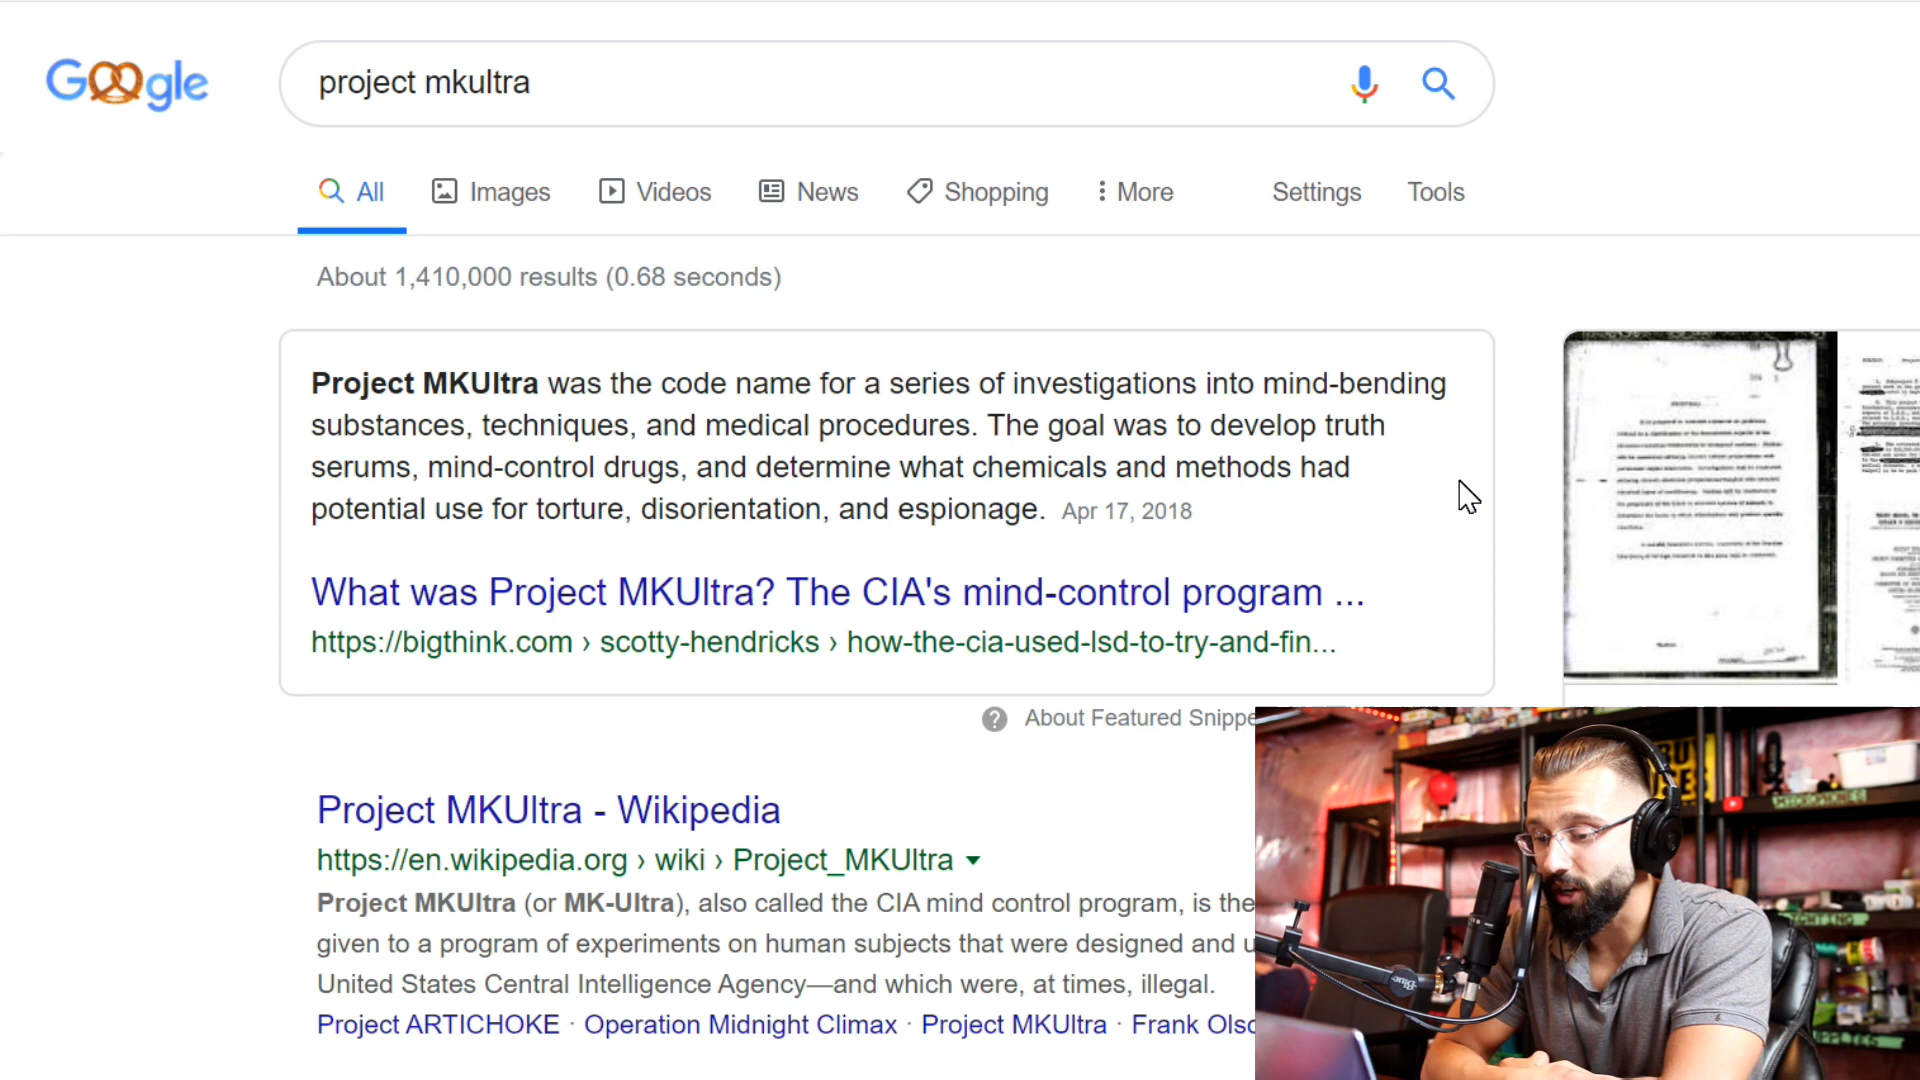 Google
project mkultra
All Images Videos News Shopping More Settings Tools
About 1,410,000 results (0.68 seconds)
Project MKUltra was the code name for a series of investigations into mind-bending
substances, techniques, and medical procedures. The goal was to develop truth
serums, mind-control drugs, and determine what chemicals and methods had
potential use for torture, disorientation, and espionage. Apr 17, 2018
What was Project MKUltra? The CIA's mind-control program ...
https://bigthink.com › scotty-hendricks › how-the-cia-used-lsd-to-try-and-fin...
About Featured Snippe
Project MKUltra - Wikipedia
https://en.wikipedia.org › wiki › Project_MKUltra
Project MKUltra (or MK-Ultra), also called the CIA mind control program, is the
given to a program of experiments on human subjects that were designed and u
United States Central Intelligence Agency—and which were, at times, illegal.
Project ARTICHOKE · Operation Midnight Climax · Project MKUltra · Frank Olso
MICROPHONES
Blue